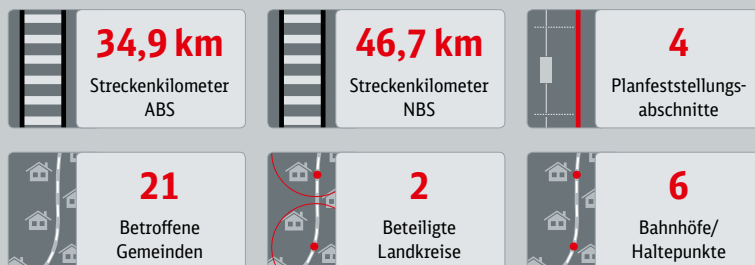 34,9 km
Streckenkilometer
ABS
46,7 km
Streckenkilometer
NBS
4
Planfeststellungs-
abschnitte
21
Betroffene
Gemeinden
2
Beteiligte
Landkreise
6
Bahnhöfe/
Haltepunkte